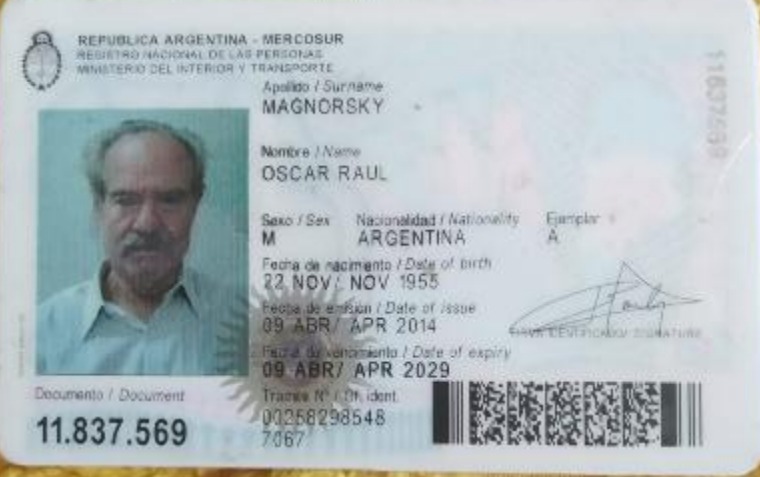 REPUBLICA ARGENTINA - MERCOSUR
REGISTRO NACIONAL DE LAS PERSONAS
MINISTERIO DEL INTERIOR Y TRANSPORTE
Apellido / Surname
MAGNORSKY
Nombre / Name
OSCAR RAUL
Sexo / Sex Nacionalidad / Nationality Ejemplar
M ARGENTINA A
Fecha de nacimiento / Date of birth
22 NOV/ NOV 1955
Fecha de emisión / Date of issue
09 ABR/ APR 2014
FIRMA IDENTIFICADO/ SIGNATURE
Fecha de vencimiento / Date of expiry
09 ABR/ APR 2029
Documento / Document
Tramite N° / Of. ident.
11.837.569
00258298548
7067
11837569